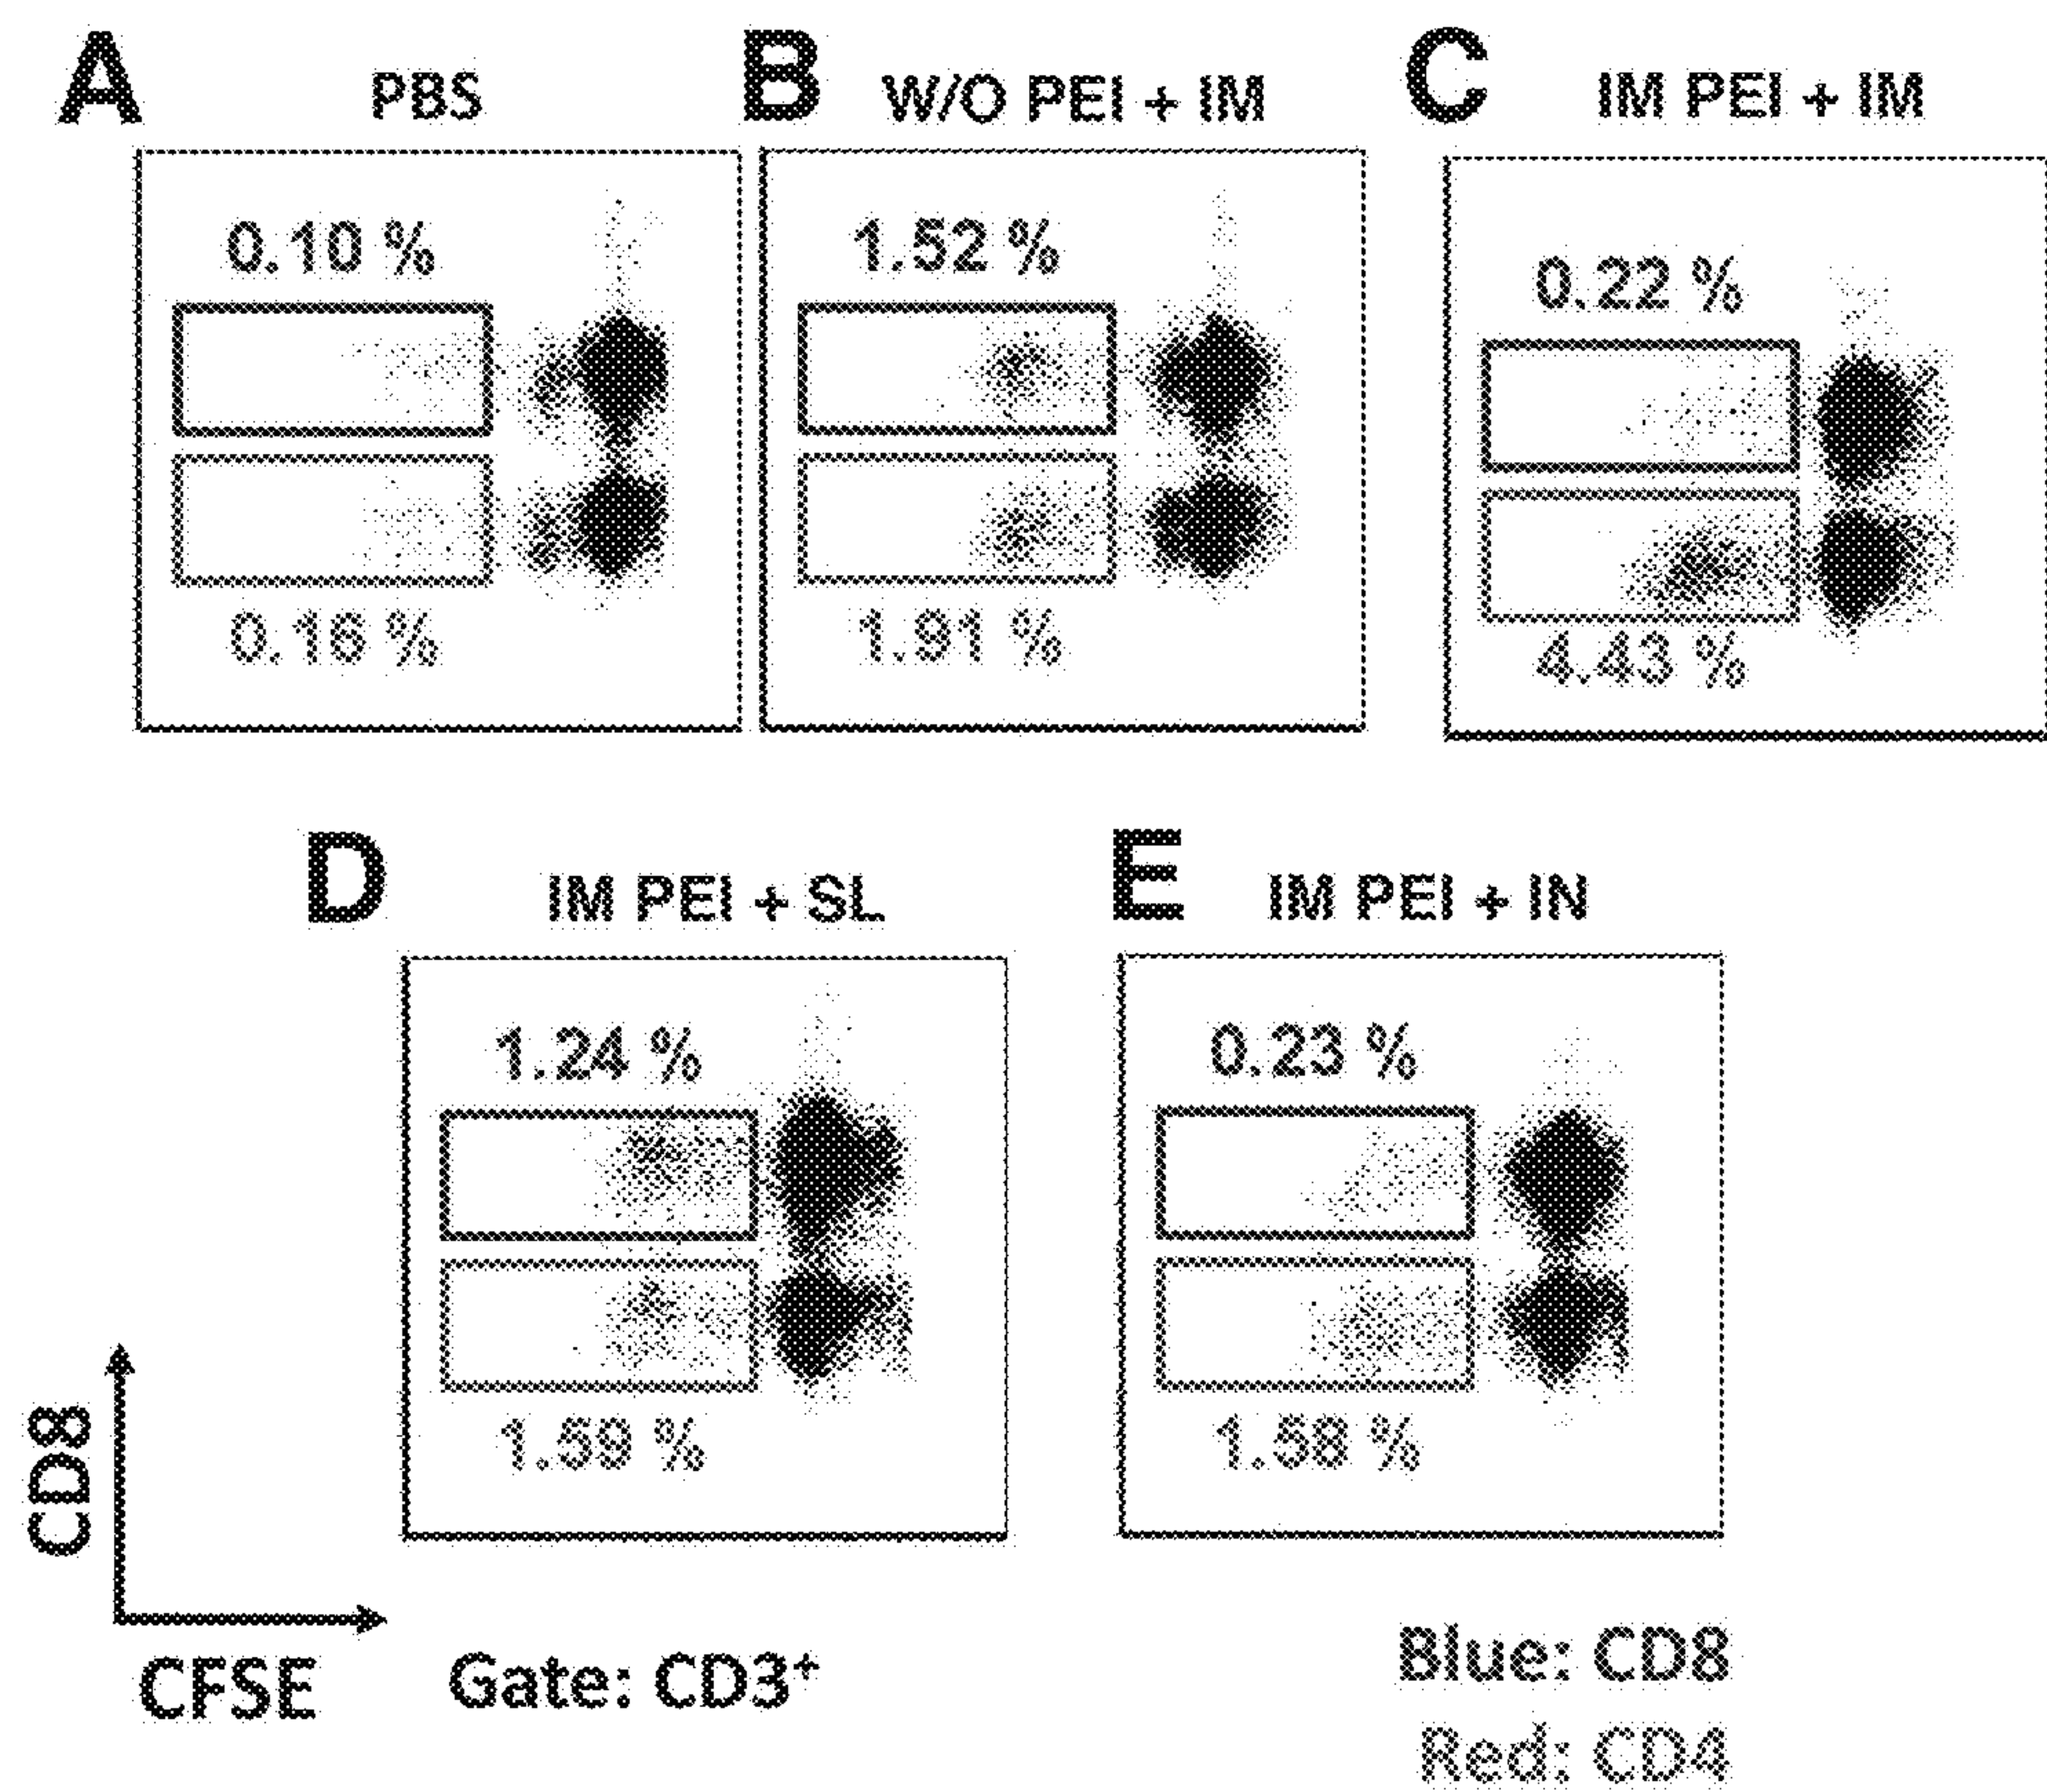 A PBS
0.10 %
0.16 %
B W/O PEI + IM
1.52 %
1.91 %
C IM PEI + IM
0.22 %
4.43 %
D IM PEI + SL
1.24 %
1.59 %
E IM PEI + IN
0.23 %
1.58 %
CD8
CFSE
Gate: CD3⁺
Blue: CD8
Red: CD4